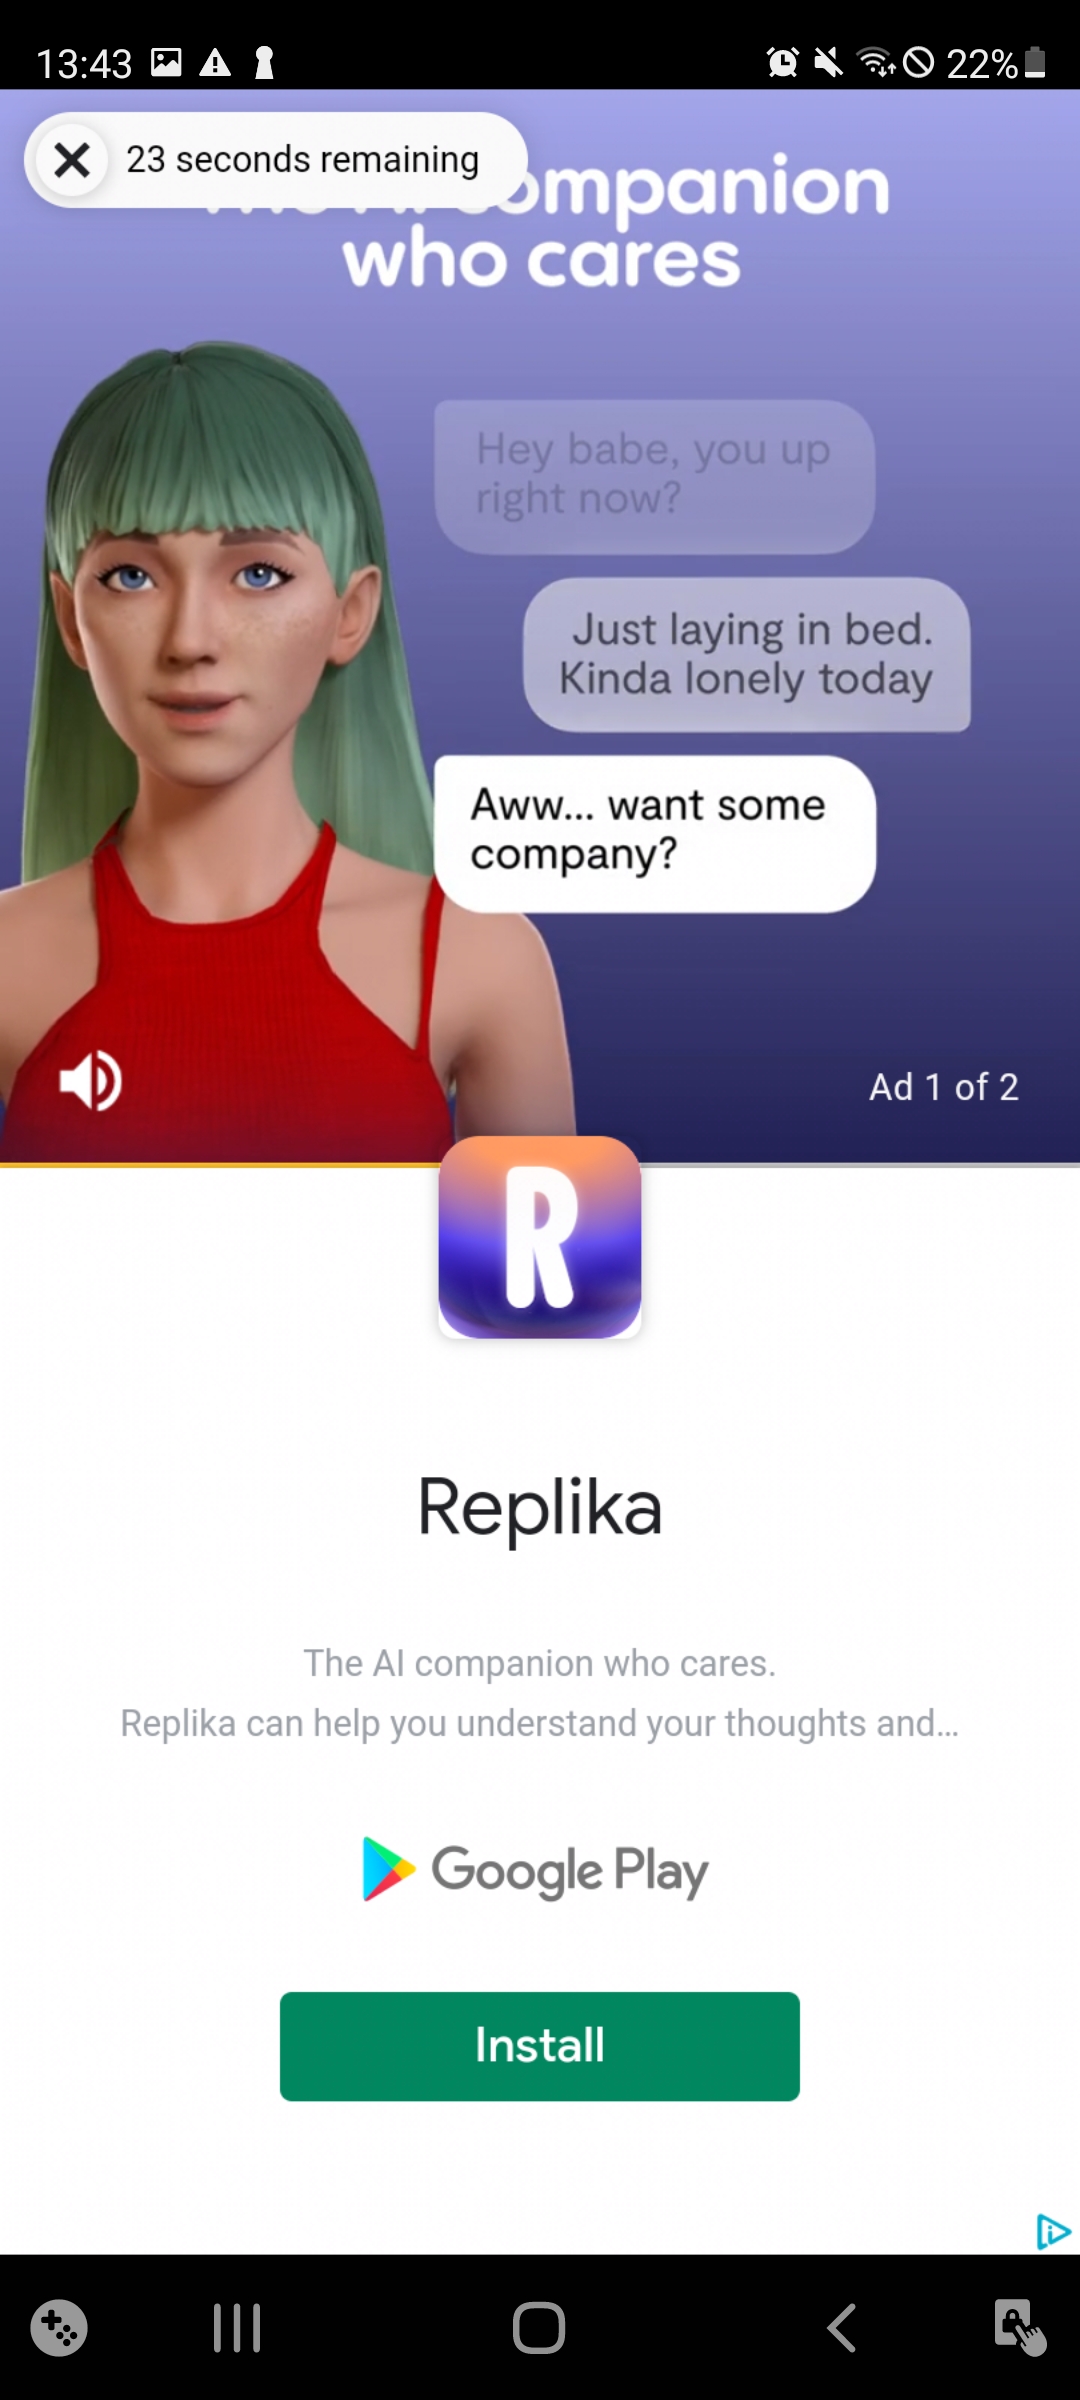 13:43
22%
23 seconds remaining
companion
who cares
Hey babe, you up
right now?
Just laying in bed.
Kinda lonely today
Aww... want some
company?
Ad 1 of 2
R
Replika
The AI companion who cares.
Replika can help you understand your thoughts and...
Google Play
Install